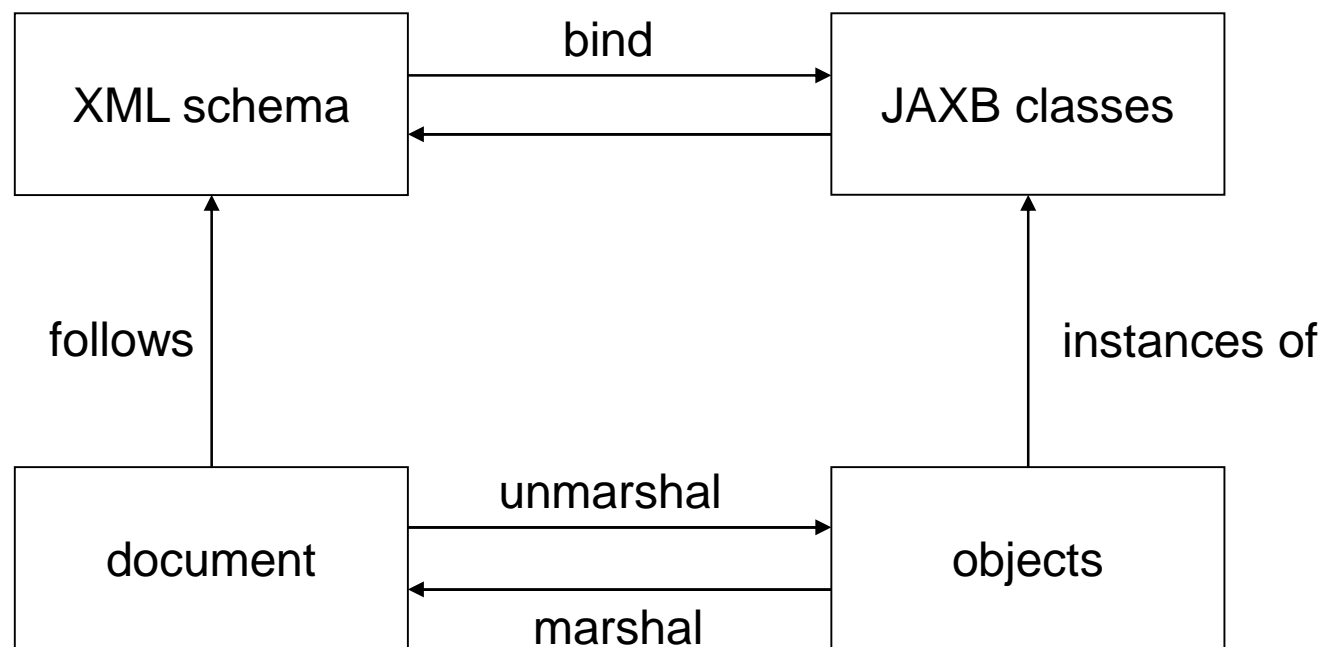 bind
XML schema
JAXB classes
follows
instances of
unmarshal
document
objects
marshal